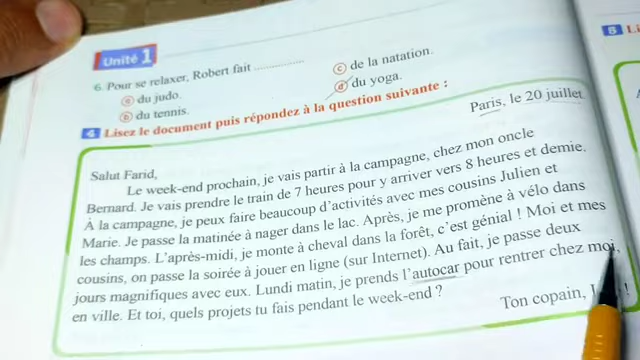 Unité 1
6. Pour se relaxer, Robert fait ..............
a du judo.
c de la natation.
b du tennis.
d du yoga.
4 Lisez le document puis répondez à la question suivante :
Paris, le 20 juillet
Salut Farid,
Le week-end prochain, je vais partir à la campagne, chez mon oncle
Bernard. Je vais prendre le train de 7 heures pour y arriver vers 8 heures et demie.
À la campagne, je peux faire beaucoup d'activités avec mes cousins Julien et
Marie. Je passe la matinée à nager dans le lac. Après, je me promène à vélo dans
les champs. L'après-midi, je monte à cheval dans la forêt, c'est génial ! Moi et mes
cousins, on passe la soirée à jouer en ligne (sur Internet). Au fait, je passe deux
jours magnifiques avec eux. Lundi matin, je prends l'autocar pour rentrer chez moi,
en ville. Et toi, quels projets tu fais pendant le week-end ?
Ton copain, !
5